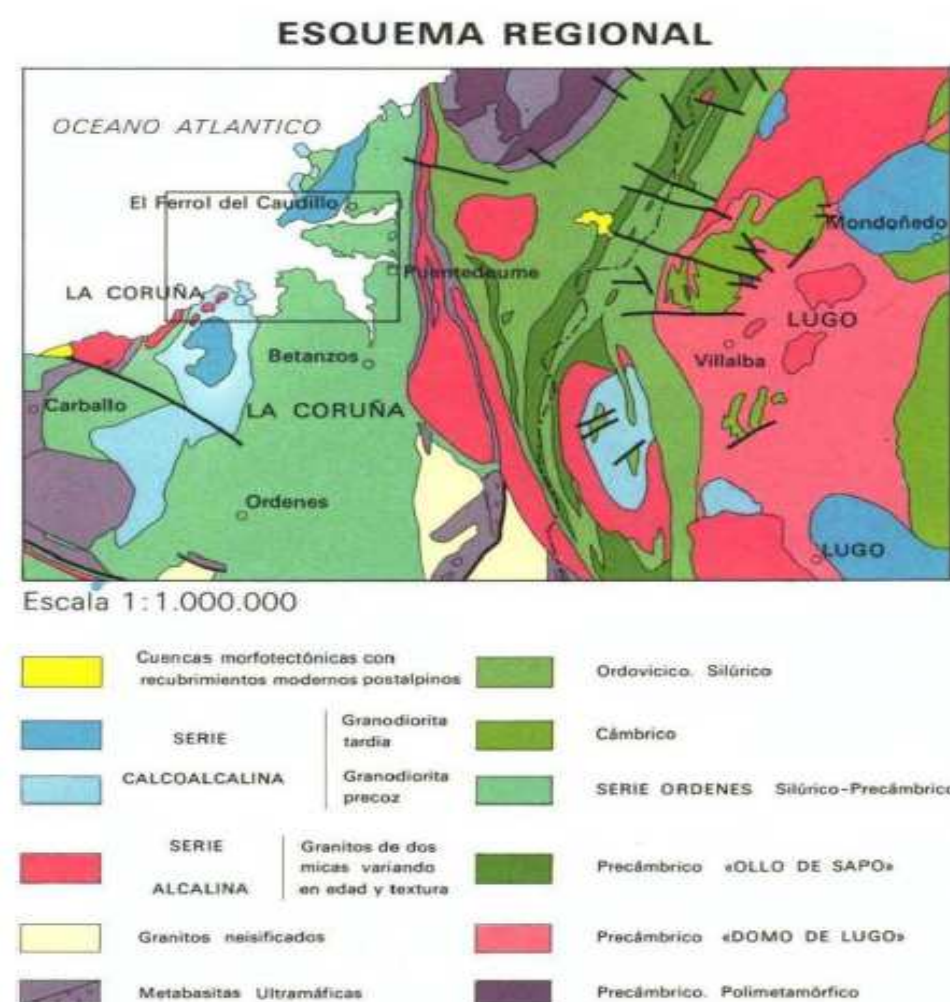 ESQUEMA REGIONAL
OCEANO ATLANTICO
El Ferrol del Caudillo
Mondoñedo
Puentedeume
LA CORUÑA
LUGO
Betanzos
Villalba
Carballo
LA CORUÑA
Ordenes
LUGO
Escala 1:1.000.000
Cuencas morfotectónicas con
recubrimientos modernos postalpinos
Ordovicico. Silúrico
SERIE
Granodiorita
tardia
Cámbrico
CALCOALCALINA
Granodiorita
precoz
SERIE ORDENES Silúrico-Precámbrico
SERIE
ALCALINA
Granitos de dos
micas variando
en edad y textura
Precámbrico «OLLO DE SAPO»
Granitos neisificados
Precámbrico «DOMO DE LUGO»
Metabasitas Ultramáficas
Precámbrico. Polimetamórfico